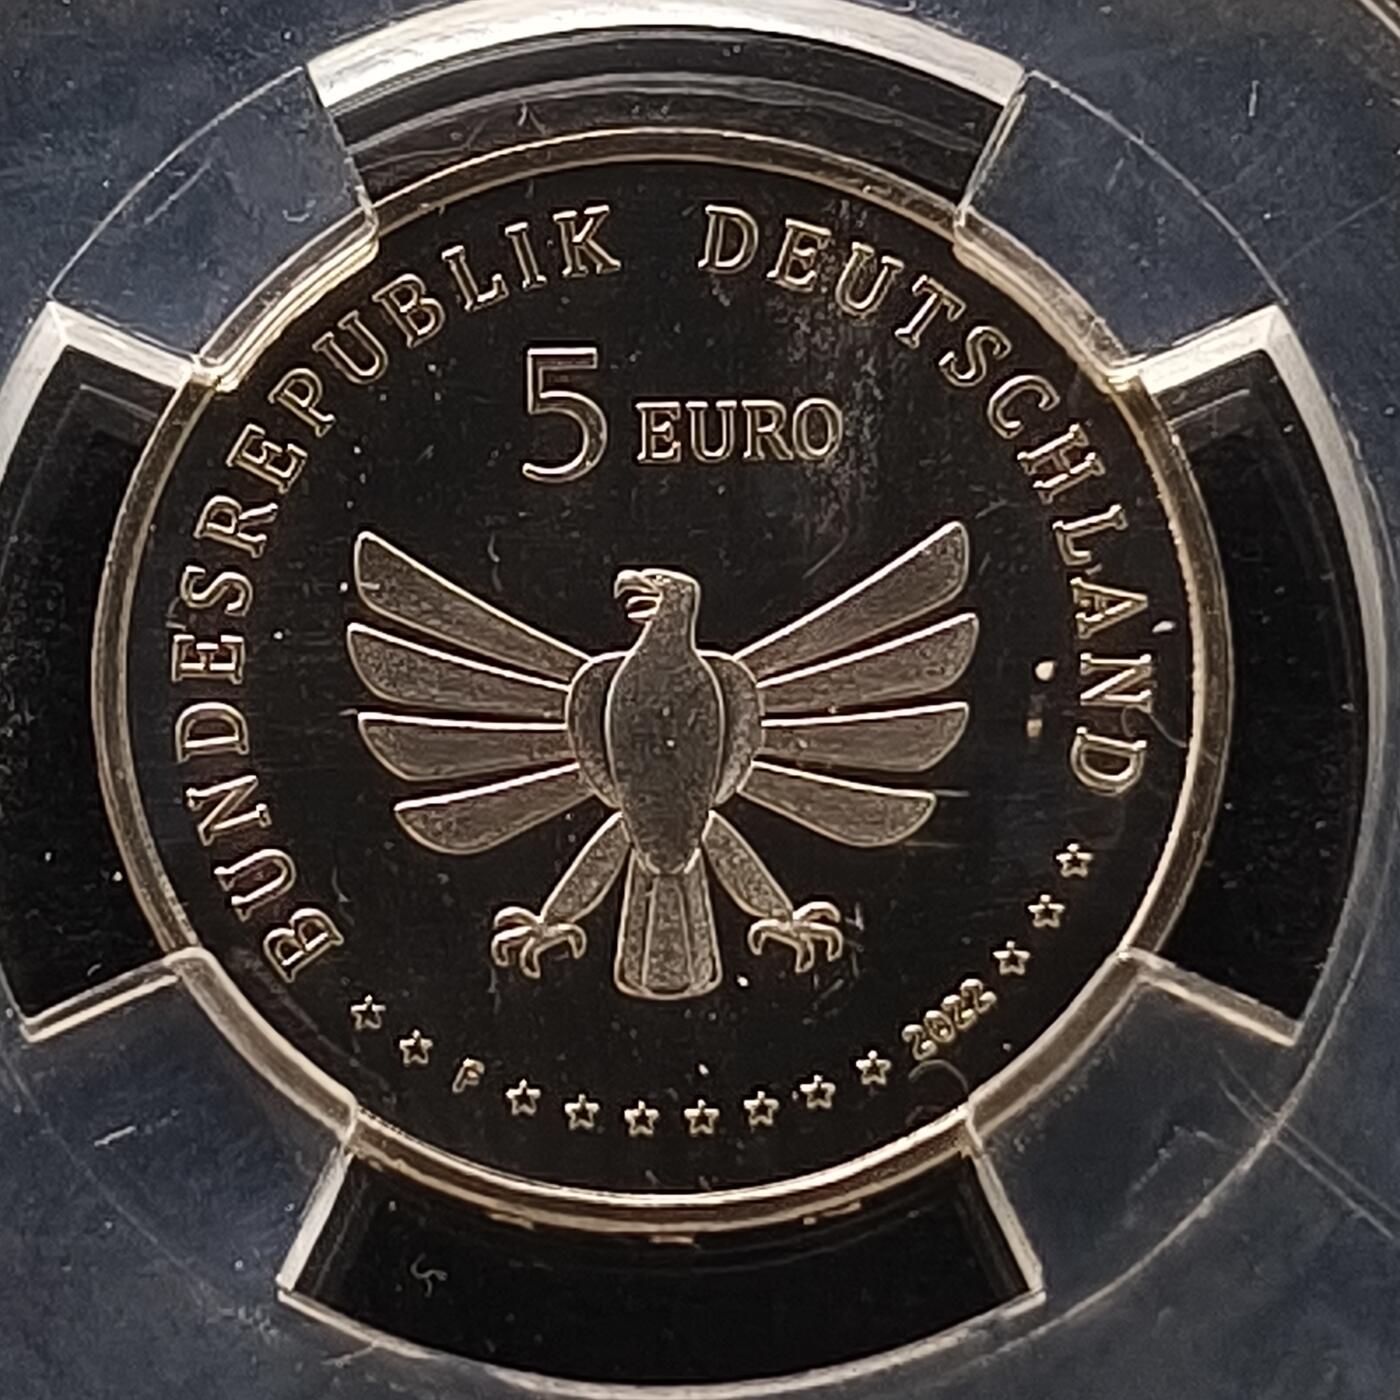 BUNDESREPUBLIK DEUTSCHLAND
5 EURO
F
2022